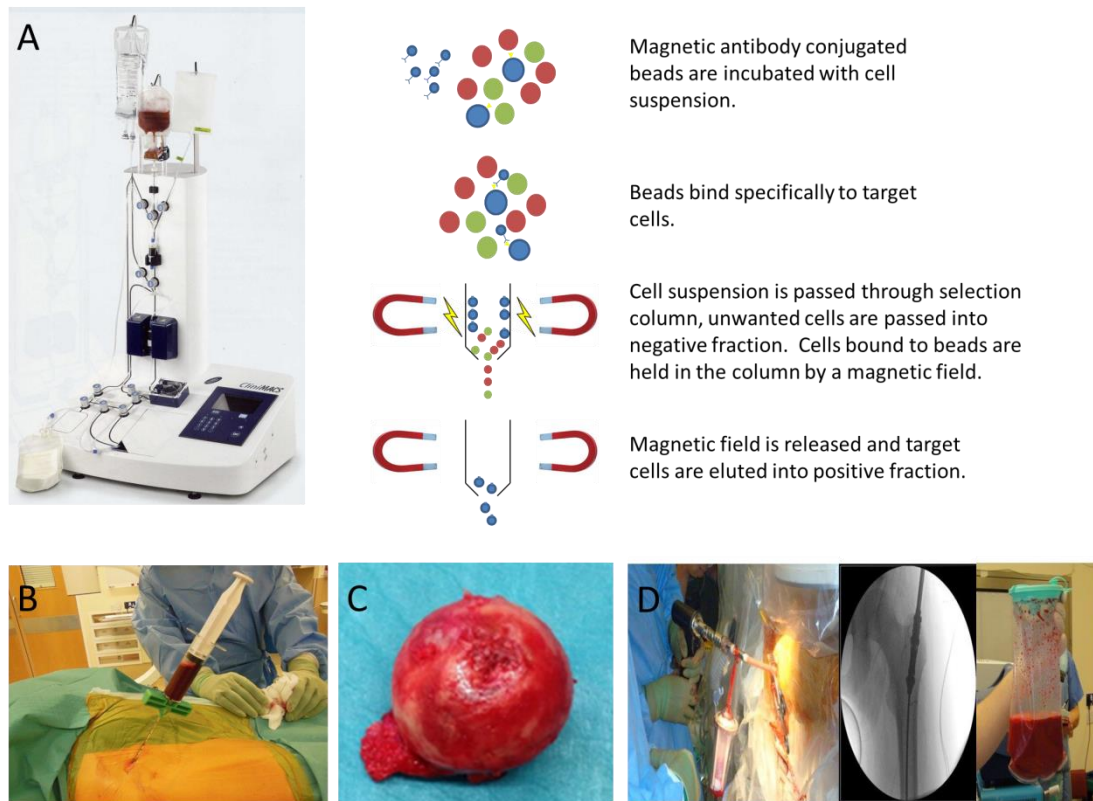 A
CliniMACS
Magnetic antibody conjugated
beads are incubated with cell
suspension.
Beads bind specifically to target
cells.
Cell suspension is passed through selection
column, unwanted cells are passed into
negative fraction.  Cells bound to beads are
held in the column by a magnetic field.
Magnetic field is released and target
cells are eluted into positive fraction.
B
C
D